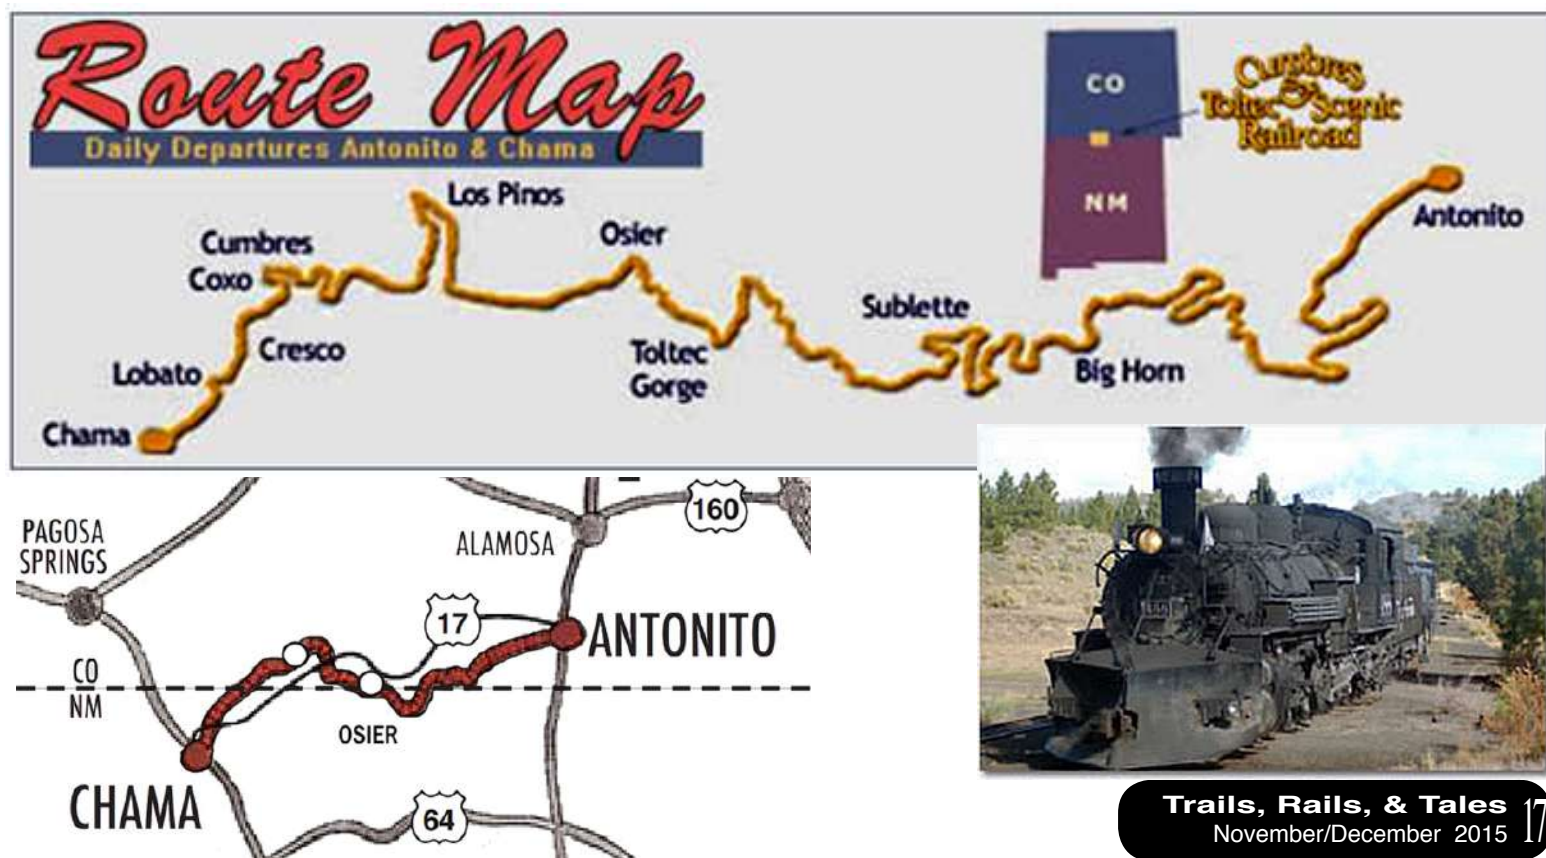 Route Map
Daily Departures Antonito & Chama
CO
NM
Cumbres
& 
Toltec Scenic
Railroad
Los Pinos
Cumbres
Coxo
Osier
Antonito
Sublette
Cresco
Lobato
Toltec
Gorge
Big Horn
Chama
PAGOSA
SPRINGS
ALAMOSA
160
17
ANTONITO
CO
NM
OSIER
CHAMA
64
Trails, Rails, & Tales
November/December 2015
17